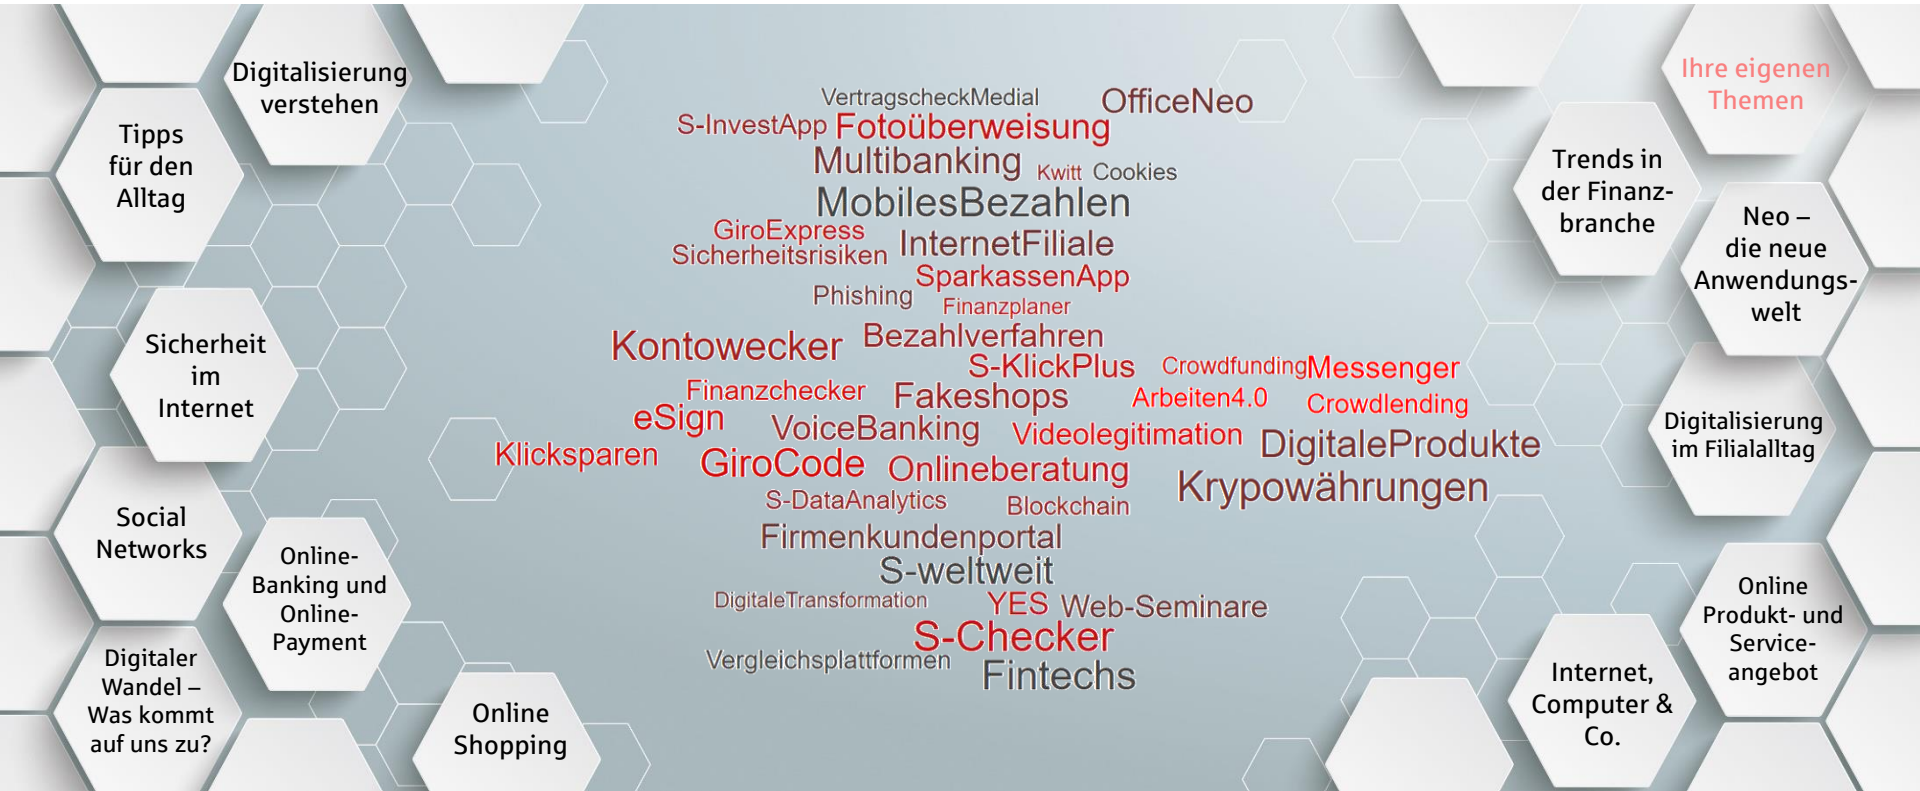 Digitalisierung
verstehen
Tipps
für den
Alltag
Sicherheit
im
Internet
Social
Networks
Online-
Banking und
Online-
Payment
Digitaler
Wandel –
Was kommt
auf uns zu?
Online
Shopping
VertragscheckMedial
OfficeNeo
S-InvestApp
Fotoüberweisung
Multibanking
Kwitt
Cookies
MobilesBezahlen
GiroExpress
InternetFiliale
Sicherheitsrisiken
SparkassenApp
Phishing
Finanzplaner
Kontowecker
Bezahlverfahren
S-KlickPlus
Crowdfunding
Messenger
Finanzchecker
Fakeshops
Arbeiten4.0
Crowdlending
eSign
VoiceBanking
Videolegitimation
DigitaleProdukte
Klicksparen
GiroCode
Onlineberatung
Krypowährungen
S-DataAnalytics
Blockchain
Firmenkundenportal
S-weltweit
DigitaleTransformation
YES
Web-Seminare
S-Checker
Vergleichsplattformen
Fintechs
Ihre eigenen
Themen
Trends in
der Finanz-
branche
Neo –
die neue
Anwendungs-
welt
Digitalisierung
im Filialalltag
Online
Produkt- und
Service-
angebot
Internet,
Computer &
Co.